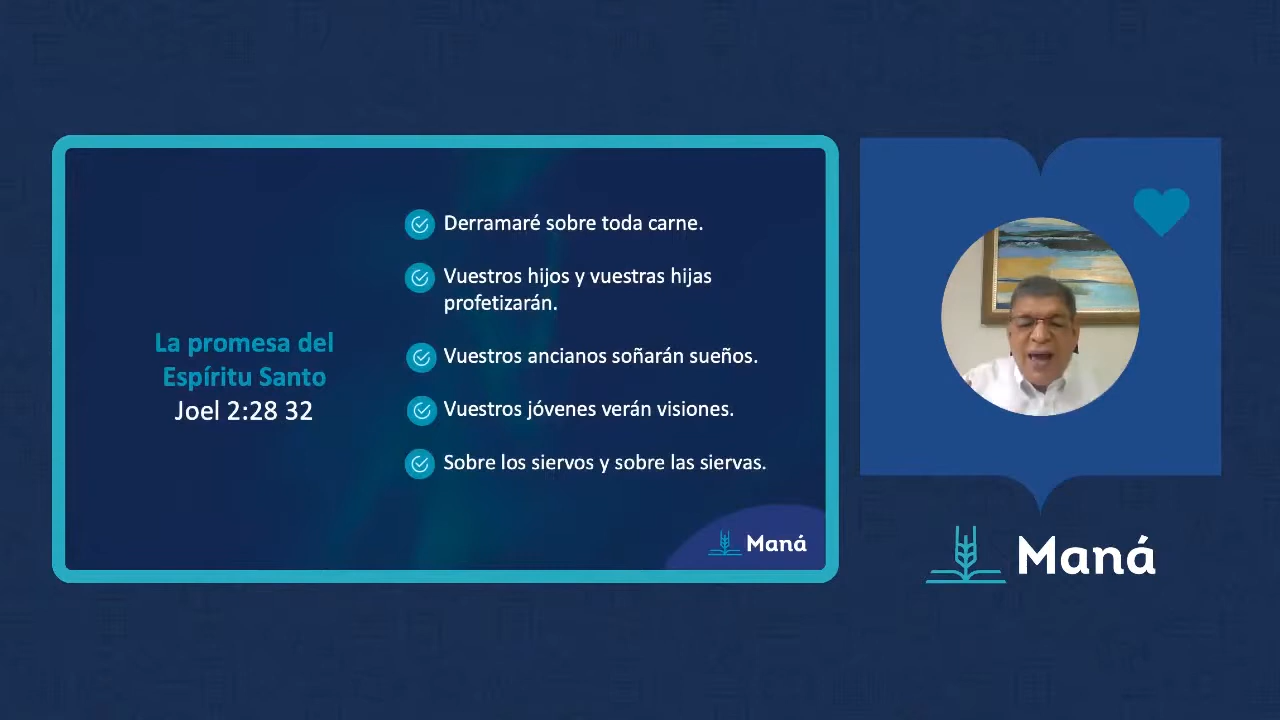 La promesa del
Espíritu Santo
Joel 2:28 32
Derramaré sobre toda carne.
Vuestros hijos y vuestras hijas
profetizarán.
Vuestros ancianos soñarán sueños.
Vuestros jóvenes verán visiones.
Sobre los siervos y sobre las siervas.
Maná
Maná